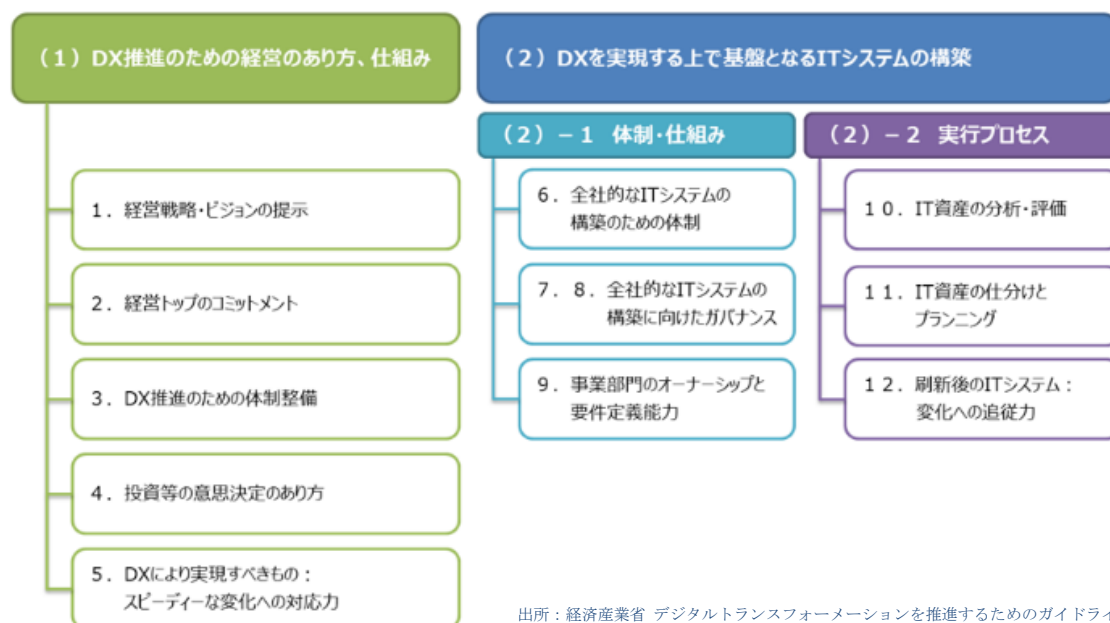 （１）DX推進のための経営のあり方、仕組み
１．経営戦略・ビジョンの提示
２．経営トップのコミットメント
３．DX推進のための体制整備
４．投資等の意思決定のあり方
５．DXにより実現すべきもの：
スピーディーな変化への対応力
（２）DXを実現する上で基盤となるITシステムの構築
（２）－１ 体制・仕組み
６．全社的なITシステムの
構築のための体制
７．８．全社的なITシステムの
構築に向けたガバナンス
９．事業部門のオーナーシップと
要件定義能力
（２）－２ 実行プロセス
１０．IT資産の分析・評価
１１．IT資産の仕分けと
プランニング
１２．刷新後のITシステム：
変化への追従力
出所：経済産業省 デジタルトランスフォーメーションを推進するためのガイドライ